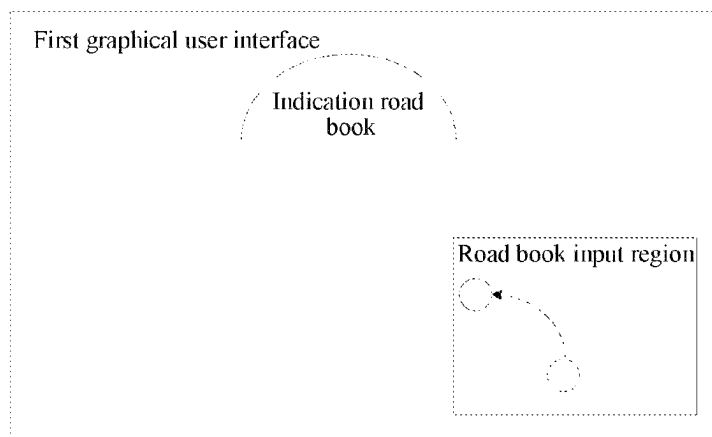 First graphical user interface
Indication road
book
Road book input region